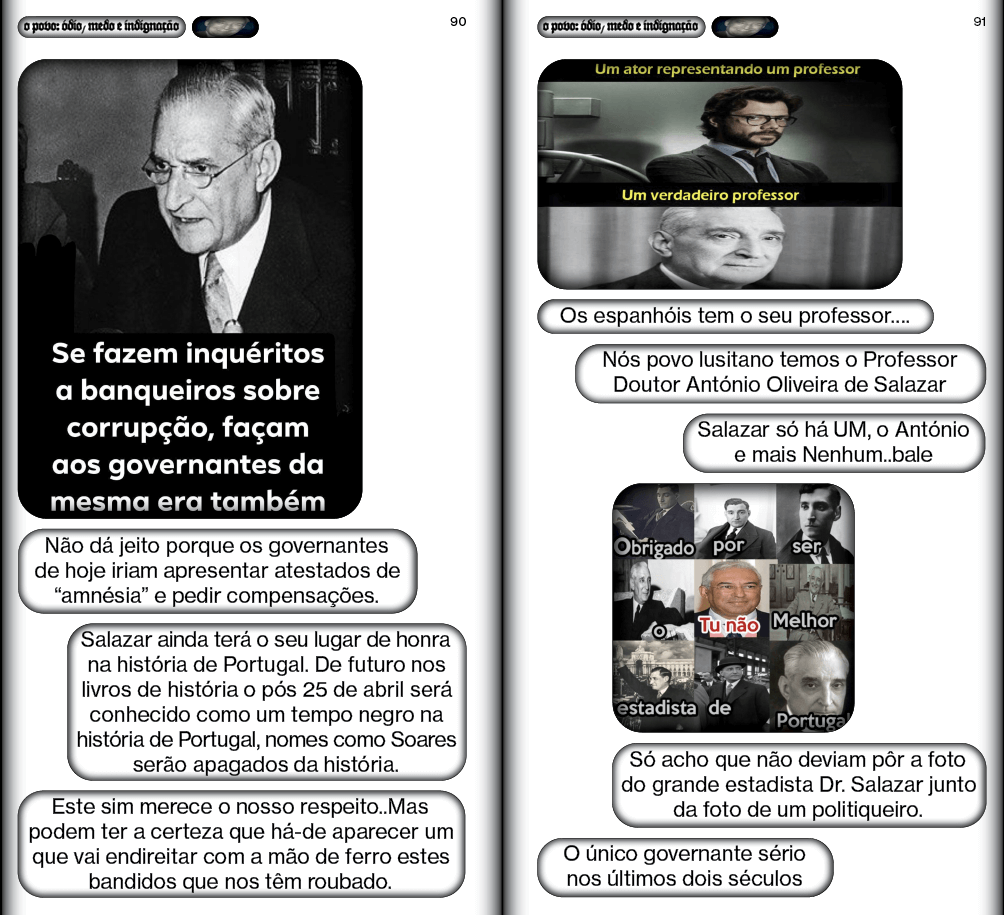 o povo: ódio, medo e indignação
90
Se fazem inquéritos
a banqueiros sobre
corrupção, façam
aos governantes da
mesma era também
Não dá jeito porque os governantes
de hoje iriam apresentar atestados de
“amnésia” e pedir compensações.
Salazar ainda terá o seu lugar de honra
na história de Portugal. De futuro nos
livros de história o pós 25 de abril será
conhecido como um tempo negro na
história de Portugal, nomes como Soares
serão apagados da história.
Este sim merece o nosso respeito..Mas
podem ter a certeza que há-de aparecer um
que vai endireitar com a mão de ferro estes
bandidos que nos têm roubado.
o povo: ódio, medo e indignação
91
Um ator representando um professor
Um verdadeiro professor
Os espanhóis tem o seu professor....
Nós povo lusitano temos o Professor
Doutor António Oliveira de Salazar
Salazar só há UM, o António
e mais Nenhum..bale
Obrigado por ser
o Tu não Melhor
estadista de Portugal
Só acho que não deviam pôr a foto
do grande estadista Dr. Salazar junto
da foto de um politiqueiro.
O único governante sério
nos últimos dois séculos